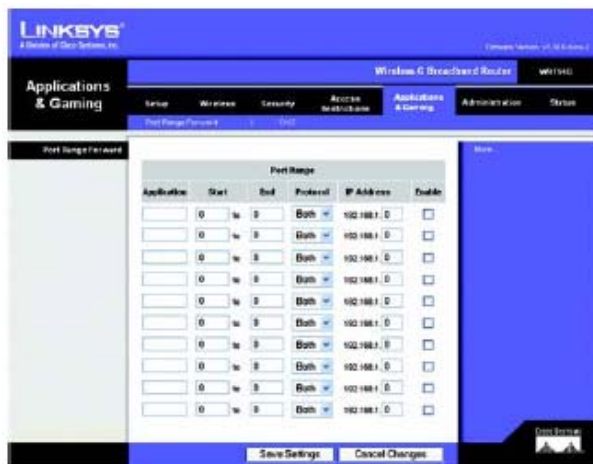 LINKSYS®
A Division of Cisco Systems, Inc.
Wireless-G Broadband Router
Applications & Gaming
Setup
Wireless
Security
Access Restrictions
Applications & Gaming
Administration
Status
Port Range Forward
Port Range Forward
More...
Port Range
Application Start End Protocol IP Address Enable
0 to 0 Both 192.168.1. 0
0 to 0 Both 192.168.1. 0
0 to 0 Both 192.168.1. 0
0 to 0 Both 192.168.1. 0
0 to 0 Both 192.168.1. 0
0 to 0 Both 192.168.1. 0
0 to 0 Both 192.168.1. 0
0 to 0 Both 192.168.1. 0
0 to 0 Both 192.168.1. 0
0 to 0 Both 192.168.1. 0
Save Settings
Cancel Changes
Cisco Systems